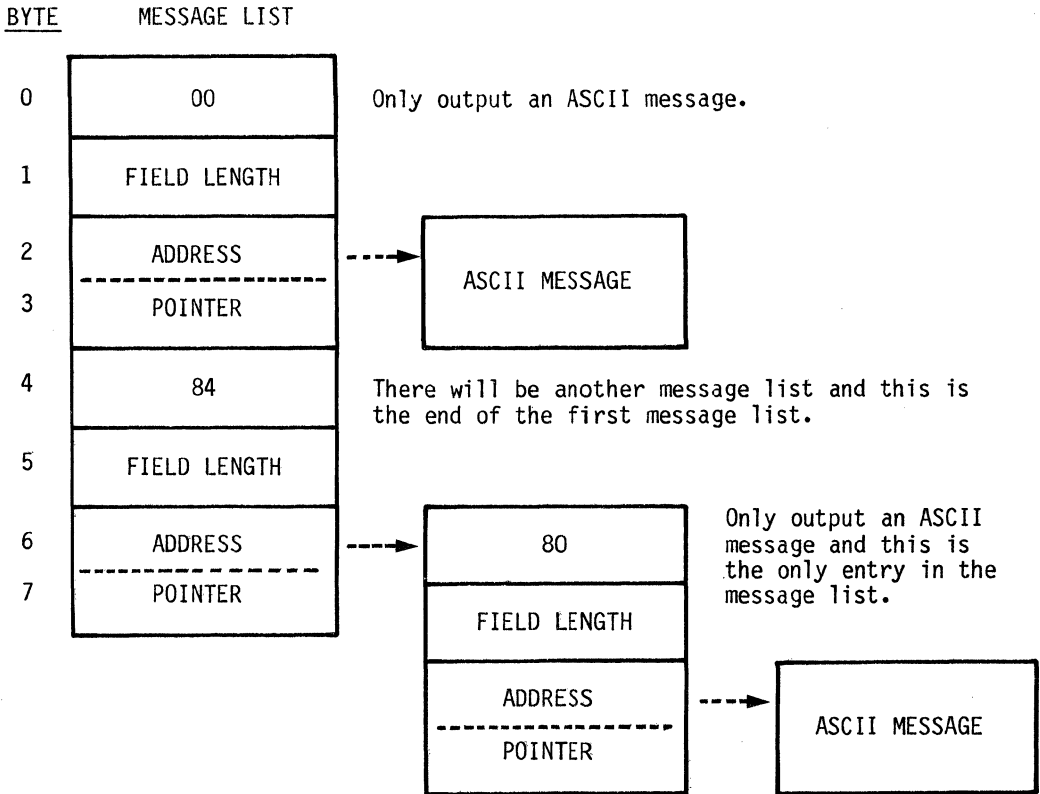 BYTE MESSAGE LIST
0 00 Only output an ASCII message.
1 FIELD LENGTH
2 ADDRESS
ASCII MESSAGE
3 POINTER
4 84 There will be another message list and this is
the end of the first message list.
5 FIELD LENGTH
6 ADDRESS
7 POINTER
80
Only output an ASCII
message and this is
the only entry in the
message list.
FIELD LENGTH
ADDRESS
POINTER
ASCII MESSAGE